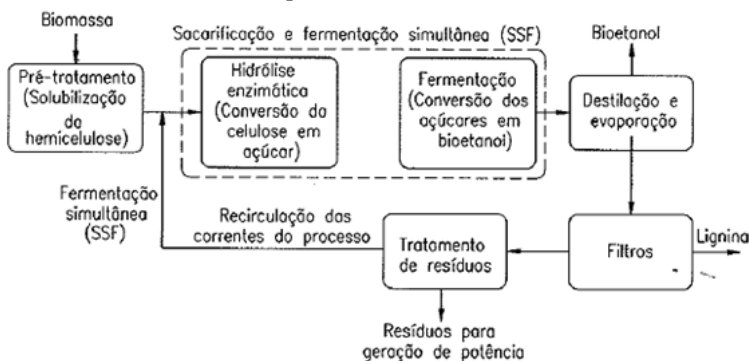 Biomassa
Sacarificação e fermentação simultânea (SSF)
Bioetanol
Pré-tratamento
(Solubilização
da
hemicelulose)
Hidrólise
enzimática
(Conversão da
celulose em
açúcar)
Fermentação
(Conversão dos
açúcares em
bioetanol)
Destilação e
evaporação
Fermentação
simultânea
(SSF)
Recirculação das
correntes do processo
Tratamento
de resíduos
Filtros
Lignina
Resíduos para
geração de potência